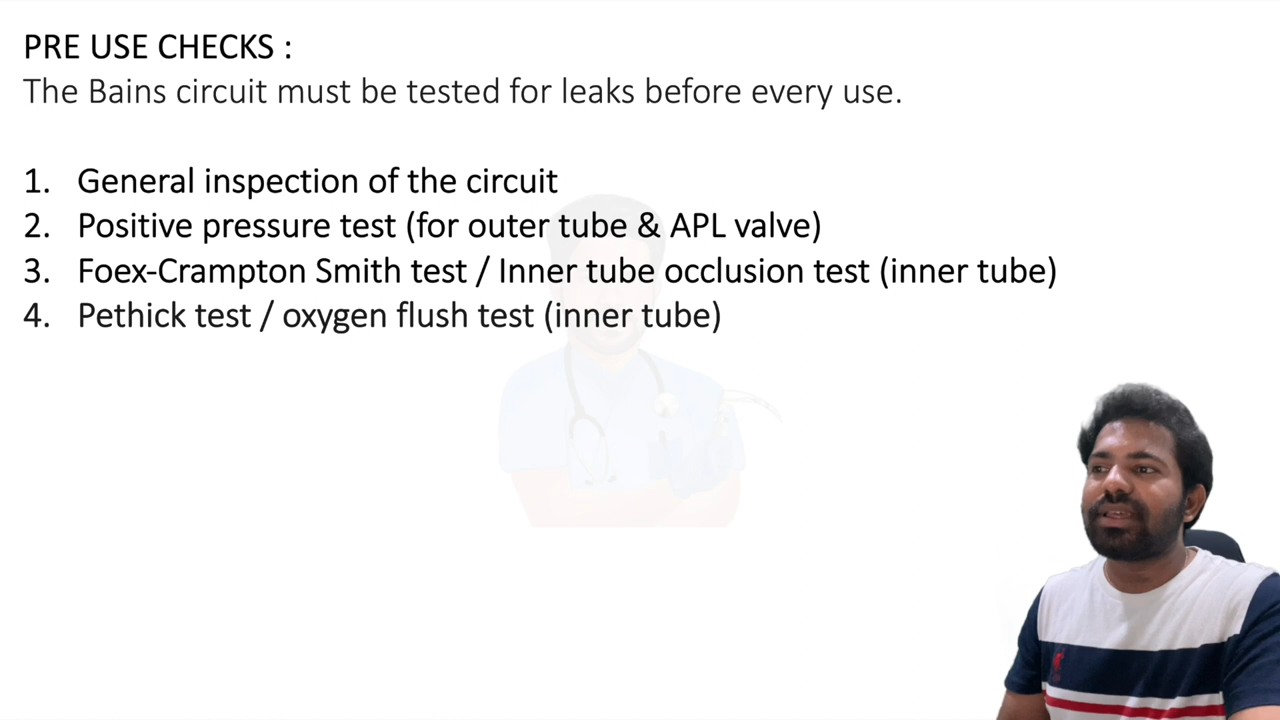 PRE USE CHECKS :
The Bains circuit must be tested for leaks before every use.
1. General inspection of the circuit
2. Positive pressure test (for outer tube & APL valve)
3. Foex-Crampton Smith test / Inner tube occlusion test (inner tube)
4. Pethick test / oxygen flush test (inner tube)